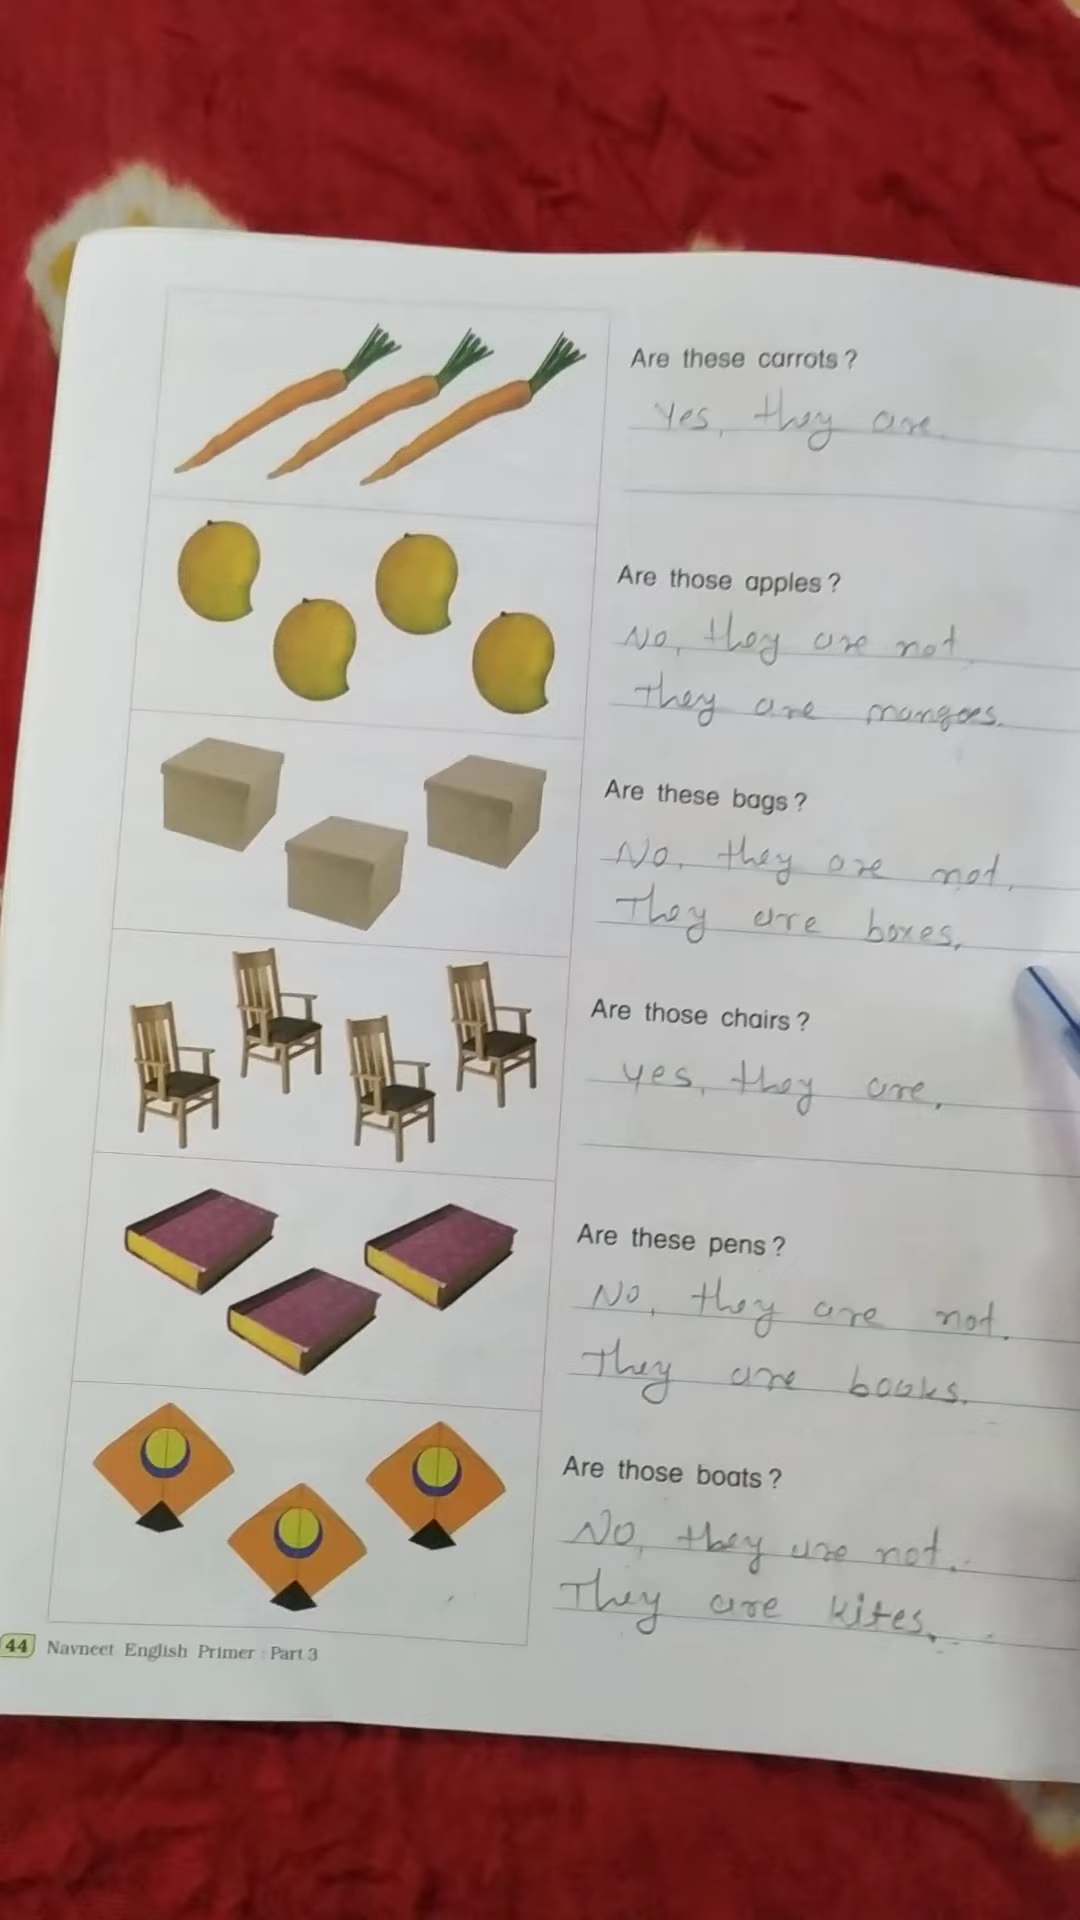 Are these carrots?
Yes, they are.
Are those apples?
No, they are not
They are mangoes.
Are these bags?
No, they are not.
They are boxes.
Are those chairs?
yes, they are.
Are these pens?
No, they are not.
They are books.
Are those boats?
No, they are not.
They are kites.
44 Navneet English Primer : Part 3